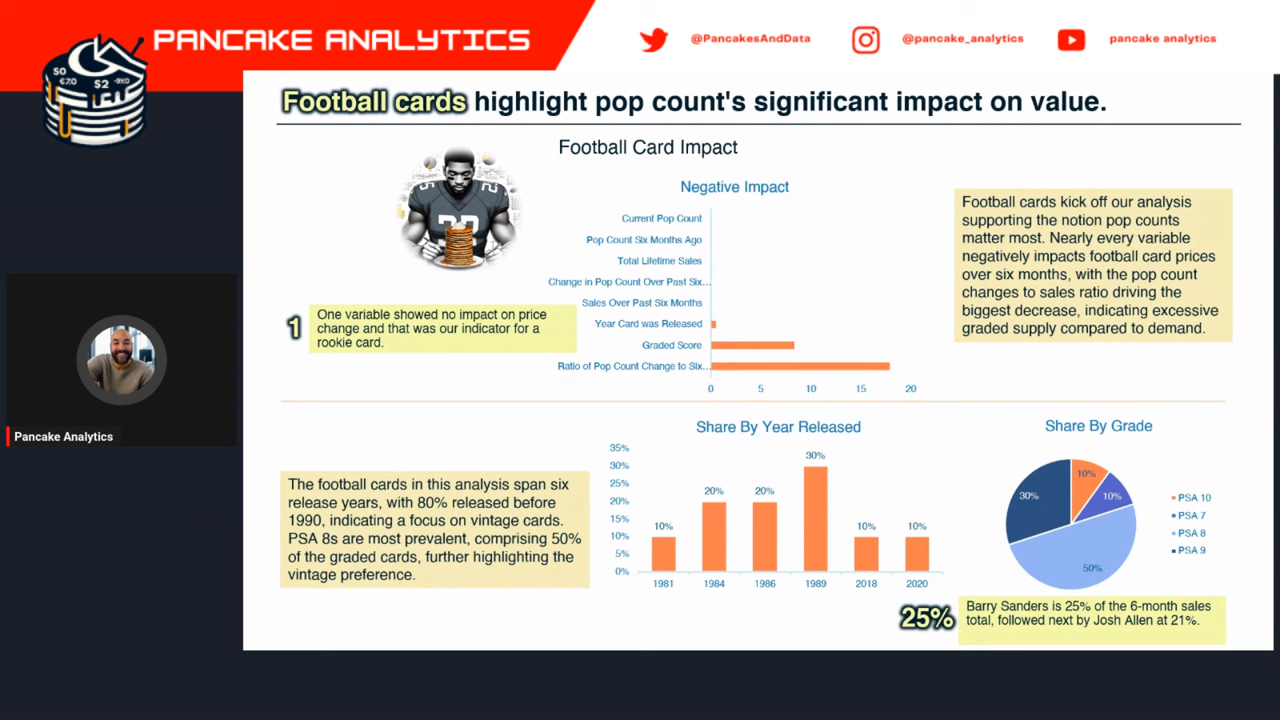 PANCAKE ANALYTICS
@PancakesAndData
@pancake_analytics
pancake analytics
$0
$2
Football cards highlight pop count's significant impact on value.
Football Card Impact
Negative Impact
Current Pop Count
Pop Count Six Months Ago
Total Lifetime Sales
Change in Pop Count Over Past Six...
Sales Over Past Six Months
Year Card was Released
Graded Score
Ratio of Pop Count Change to Six...
0 5 10 15 20
Football cards kick off our analysis
supporting the notion pop counts
matter most. Nearly every variable
negatively impacts football card prices
over six months, with the pop count
changes to sales ratio driving the
biggest decrease, indicating excessive
graded supply compared to demand.
1
One variable showed no impact on price
change and that was our indicator for a
rookie card.
Pancake Analytics
The football cards in this analysis span six
release years, with 80% released before
1990, indicating a focus on vintage cards.
PSA 8s are most prevalent, comprising 50%
of the graded cards, further highlighting the
vintage preference.
Share By Year Released
35%
30%
25%
20%
15%
10%
5%
0%
10%
20%
20%
30%
10%
10%
1981 1984 1986 1989 2018 2020
Share By Grade
10%
10%
50%
30%
PSA 10
PSA 7
PSA 8
PSA 9
25%
Barry Sanders is 25% of the 6-month sales
total, followed next by Josh Allen at 21%.